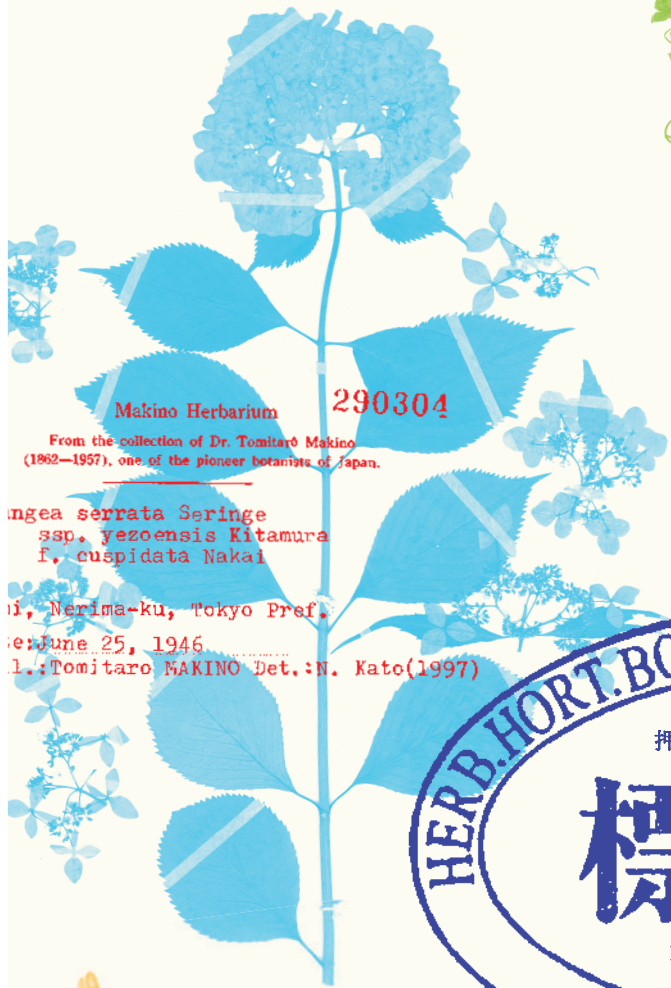 Makino Herbarium
290304
From the collection of Dr. Tomitarô Makino
(1862—1957), one of the pioneer botanists of Japan.
ngea serrata Seringe
ssp. yezoensis Kitamura
f. cuspidata Nakai
i, Nerima-ku, Tokyo Pref.
e:June 25, 1946
l.:Tomitaro MAKINO Det.:N. Kato(1997)
HERB.HORT.BO
押
標